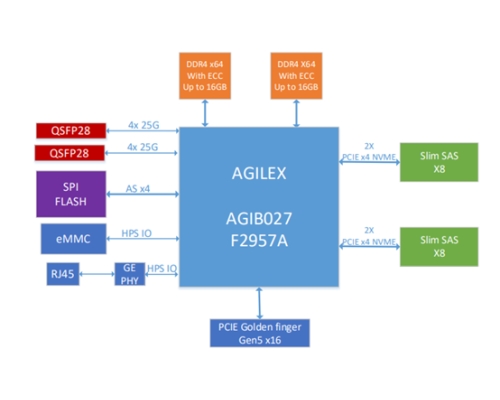 DDR4 x64
With ECC
Up to 16GB
DDR4 X64
With ECC
Up to 16GB
QSFP28
4x 25G
QSFP28
4x 25G
SPI
FLASH
AS x4
eMMC
HPS IO
RJ45
GE
PHY
HPS IO
AGILEX
AGIB027
F2957A
2X
PCIE x4 NVME
Slim SAS
X8
2X
PCIE x4 NVME
Slim SAS
X8
PCIE Golden finger
Gen5 x16